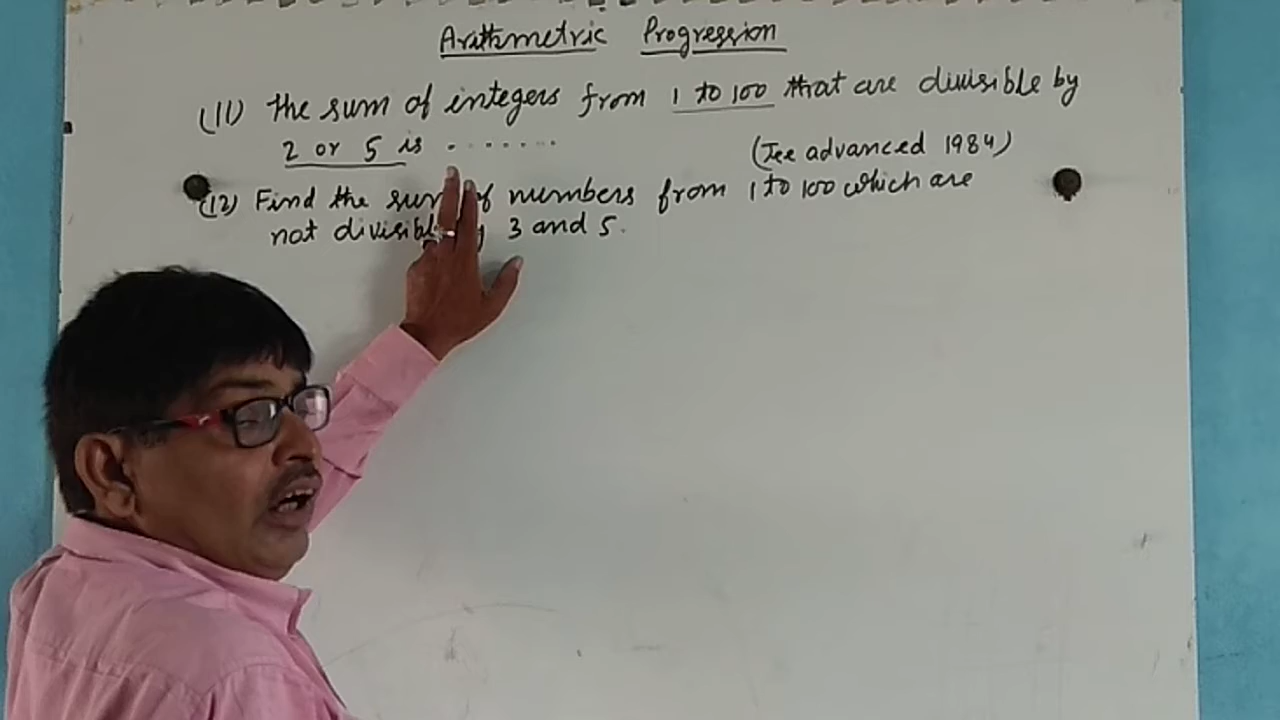 Arithmetric Progression
(11) the sum of integers from 1 to 100 that are divisible by
2 or 5 is .......
(Jee advanced 1984)
(12) Find the sum of numbers from 1 to 100 which are
not divisible by 3 and 5.